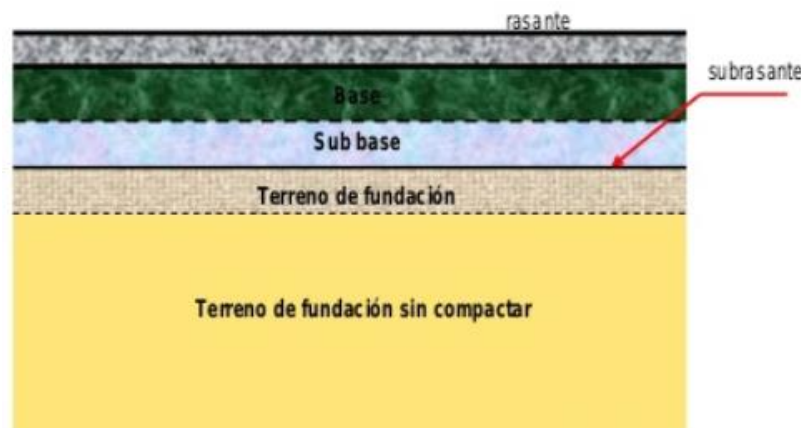 rasante
subrasante
Base
Sub base
Terreno de fundación
Terreno de fundación sin compactar